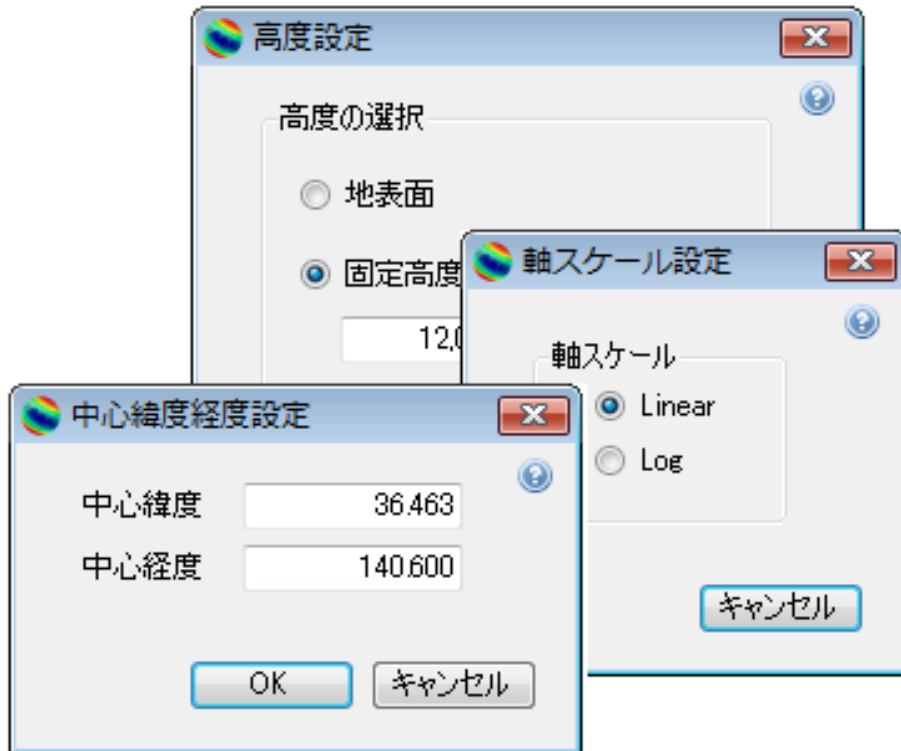 高度設定
高度の選択
地表面
固定高度
軸スケール設定
軸スケール
Linear
Log
キャンセル
中心緯度経度設定
中心緯度 36.463
中心経度 140.600
OK キャンセル